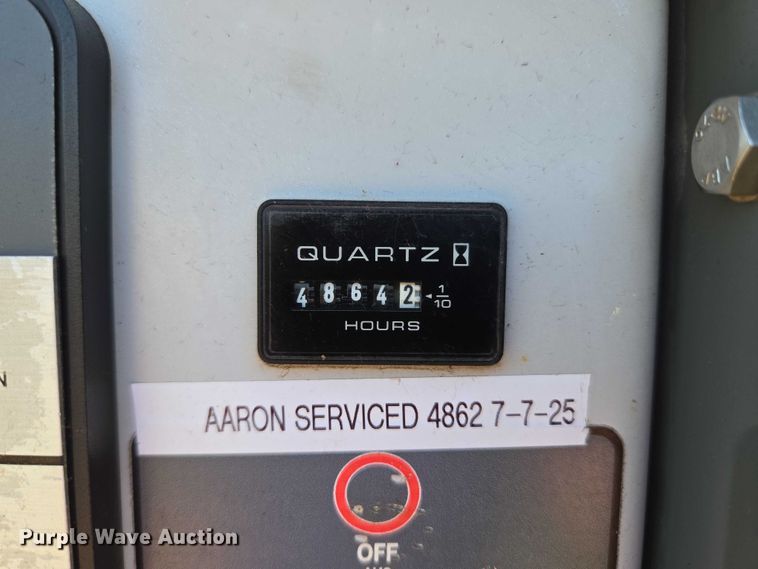 QUARTZ
48642 1/10
HOURS
N
AARON SERVICED 4862 7-7-25
OFF
Purple Wave Auction